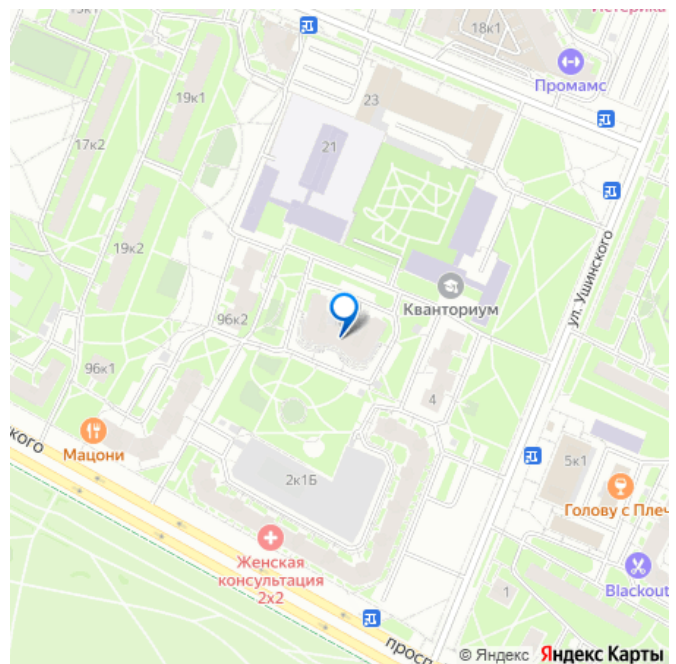 Истерика
18к1
Промамс
19к1
23
17к2
21
ул. Ушинского
19к2
Кванториум
96к2
96к1
4
Мацони
ского
5к1
2к1Б
Голову с Плеч
Женская
консультация
2х2
Blackout
1
просп
© Яндекс Яндекс Карты